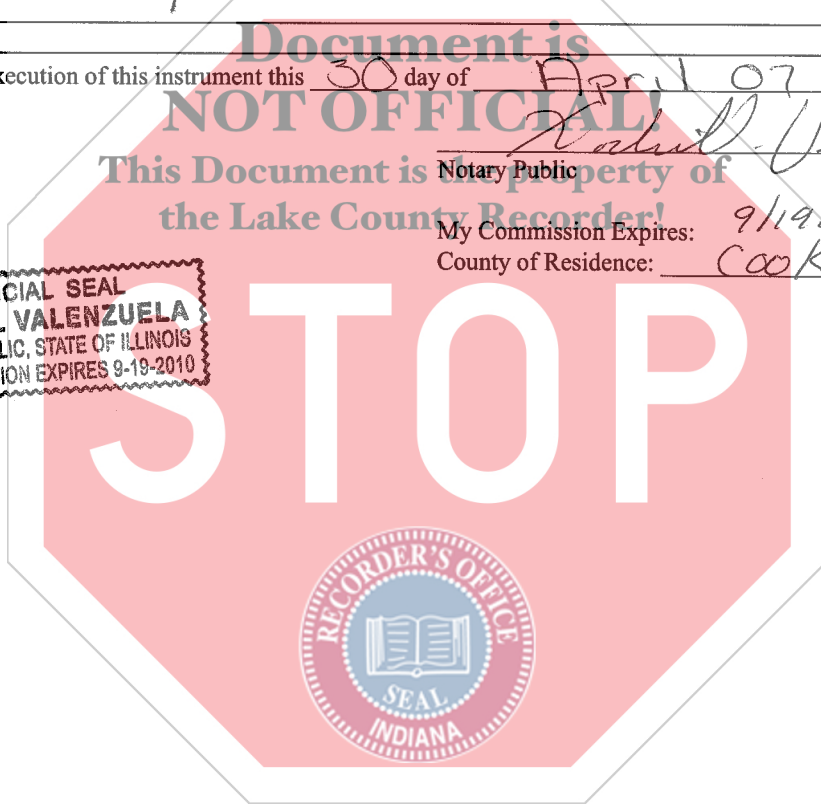 Document is
xecution of this instrument this 30 day of April 07
NOT OFFICIAL!
This Document is the property of
Notary Public
the Lake County Recorder!
My Commission Expires: 9/19
County of Residence: Cook
CIAL SEAL
VALENZUELA
LIC, STATE OF ILLINOIS
ION EXPIRES 9-19-2010
STOP
RECORDER'S OFFICE
SEAL
INDIANA